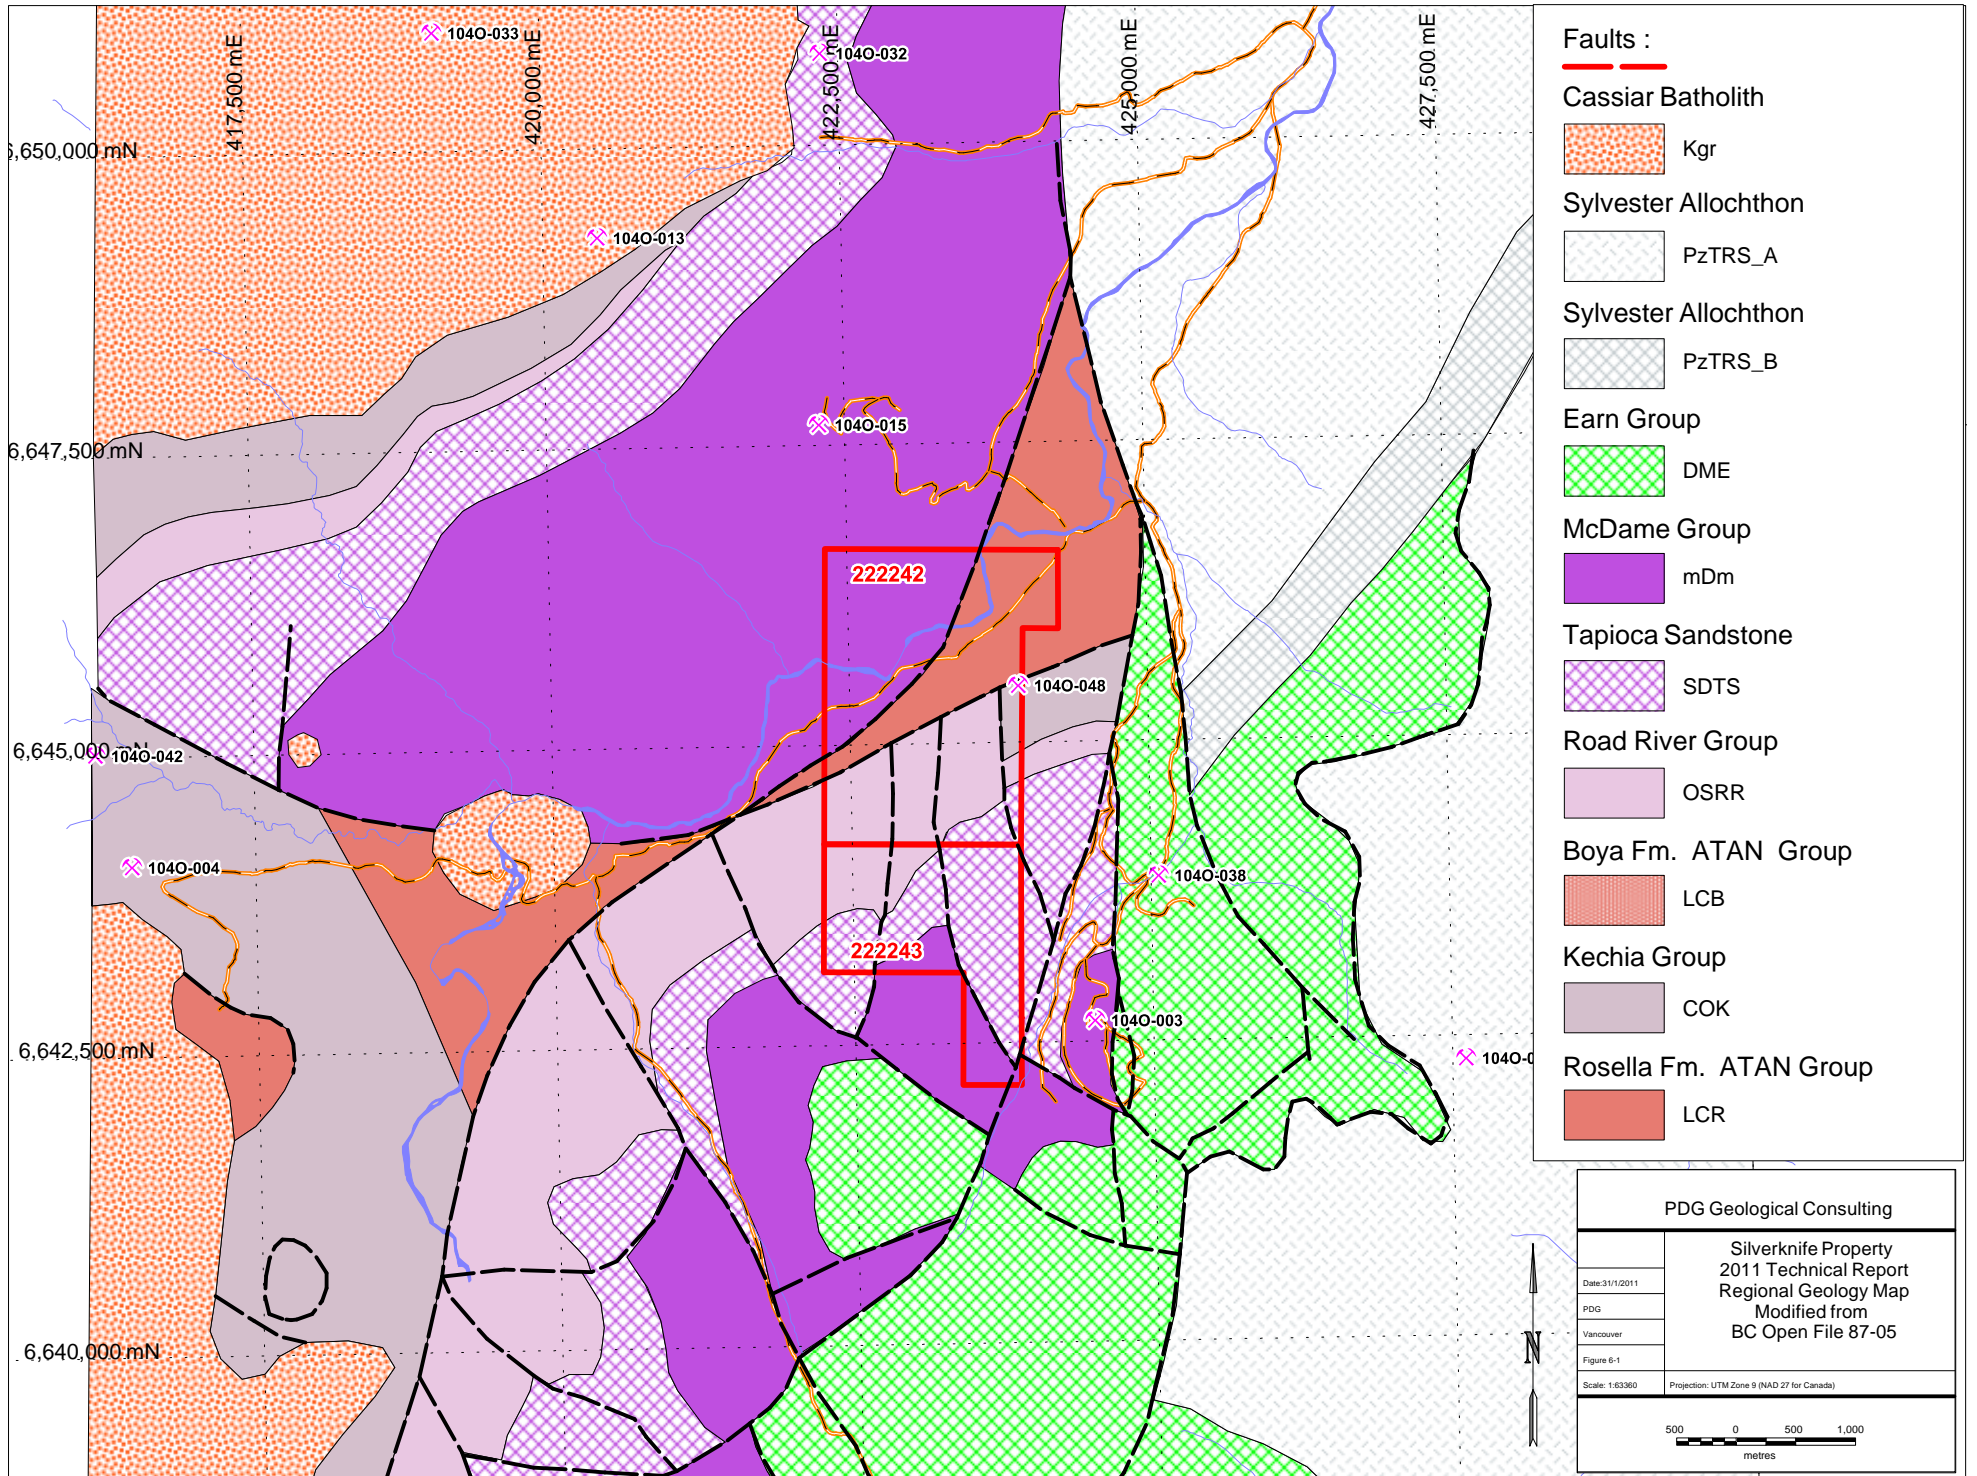 104O-033
104O-032
417,500 mE
420,000 mE
422,500 mE
425,000 mE
427,500 mE
6,650,000 mN
104O-013
104O-015
6,647,500 mN
222242
104O-048
6,645,000 mN
104O-042
104O-004
104O-038
222243
104O-003
6,642,500 mN
104O-0
6,640,000 mN
Faults :
Cassiar Batholith
Kgr
Sylvester Allochthon
PzTRS_A
Sylvester Allochthon
PzTRS_B
Earn Group
DME
McDame Group
mDm
Tapioca Sandstone
SDTS
Road River Group
OSRR
Boya Fm. ATAN Group
LCB
Kechia Group
COK
Rosella Fm. ATAN Group
LCR
PDG Geological Consulting
Silverknife Property
2011 Technical Report
Regional Geology Map
Modified from
BC Open File 87-05
Date:31/1/2011
PDG
Vancouver
Figure 6-1
Scale: 1:63360
Projection: UTM Zone 9 (NAD 27 for Canada)
N
500 0 500 1,000
metres